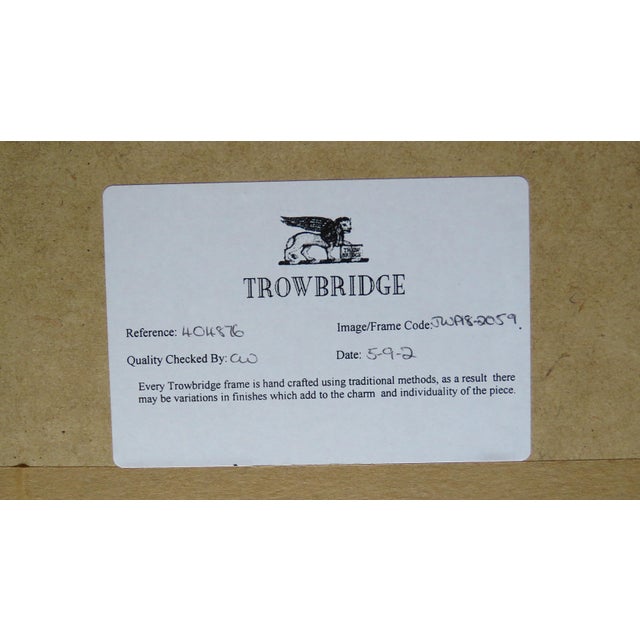 TROWBRIDGE
Reference: 404876 Image/Frame Code: JWA18-2059.
Quality Checked By: CW Date: 5-9-2
Every Trowbridge frame is hand crafted using traditional methods, as a result there
may be variations in finishes which add to the charm and individuality of the piece.